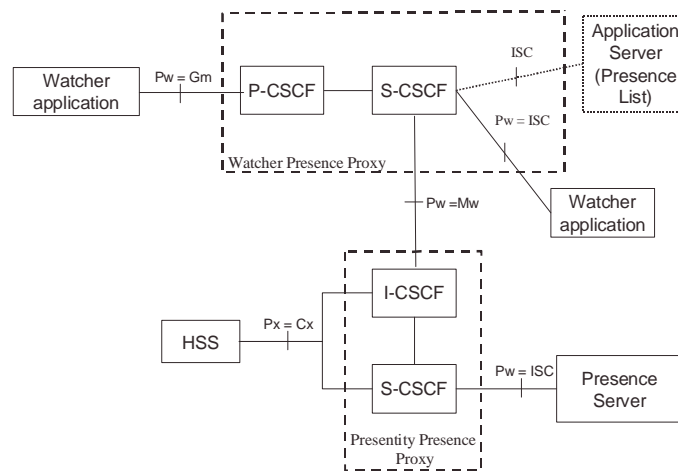 Application
Server
(Presence
List)
ISC
Watcher
application
Pw = Gm
P-CSCF
S-CSCF
Pw = ISC
Watcher Presence Proxy
Watcher
application
Pw =Mw
I-CSCF
HSS
Px = Cx
S-CSCF
Pw = ISC
Presence
Server
Presentity Presence
Proxy